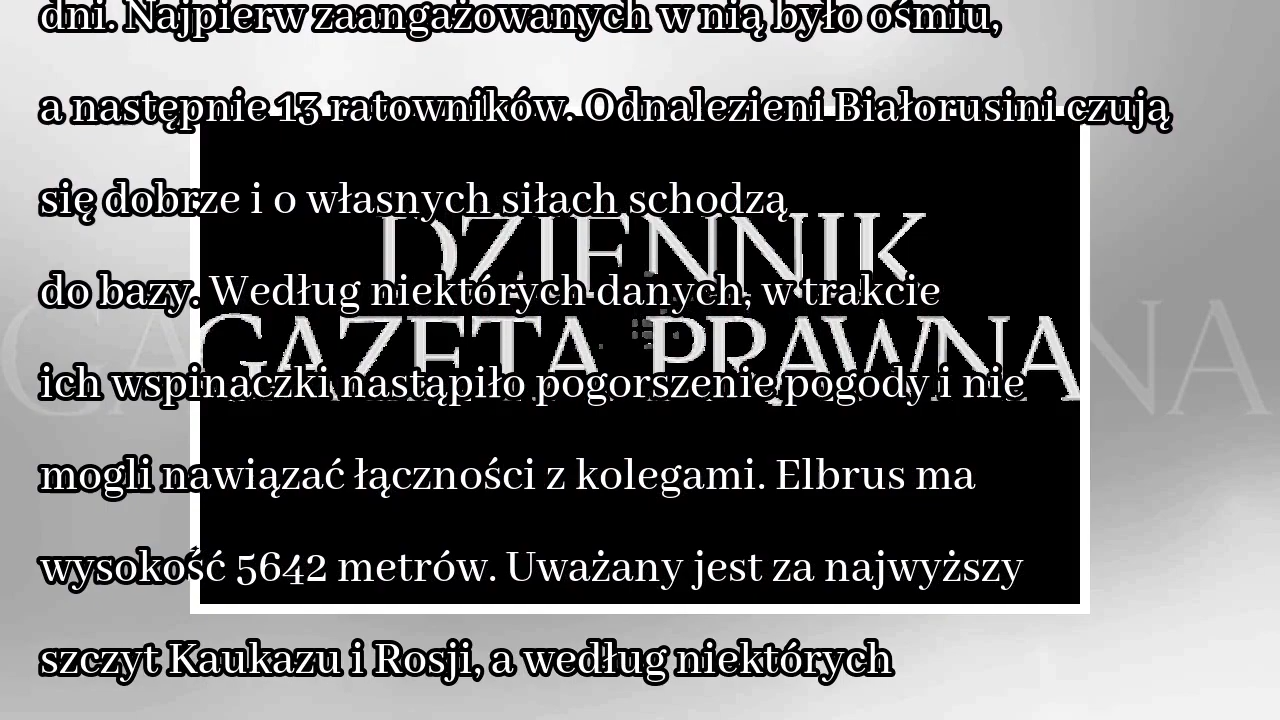 dni. Najpierw zaangażowanych w nią było ośmiu,
a następnie 13 ratowników. Odnalezieni Białorusini czują
się dobrze i o własnych siłach schodzą
DZIENNIK
do bazy. Według niektórych danych, w trakcie
GAZETA PRAWNA
ich wspinaczki nastąpiło pogorszenie pogody i nie
mogli nawiązać łączności z kolegami. Elbrus ma
wysokość 5642 metrów. Uważany jest za najwyższy
szczyt Kaukazu i Rosji, a według niektórych